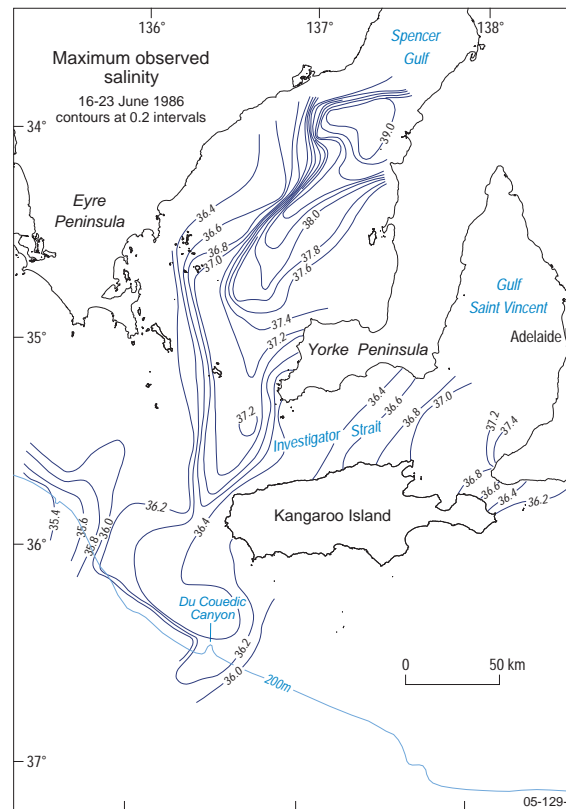 136°
137°
138°
Maximum observed
salinity
16-23 June 1986
contours at 0.2 intervals
Spencer
Gulf
34°
39.0
Eyre
Peninsula
36.4
36.6
36.8
37.0
38.0
37.8
37.6
Gulf
Saint Vincent
Adelaide
35°
37.4
37.2
Yorke Peninsula
37.2
36.4
36.6
36.8
37.0
Investigator Strait
37.2
37.4
36.8
36.6
36.4
36.2
35.4
35.6
35.8
36.0
36.2
36.4
Kangaroo Island
36°
Du Couedic
Canyon
36.2
36.0
200m
0
50 km
37°
05-129-